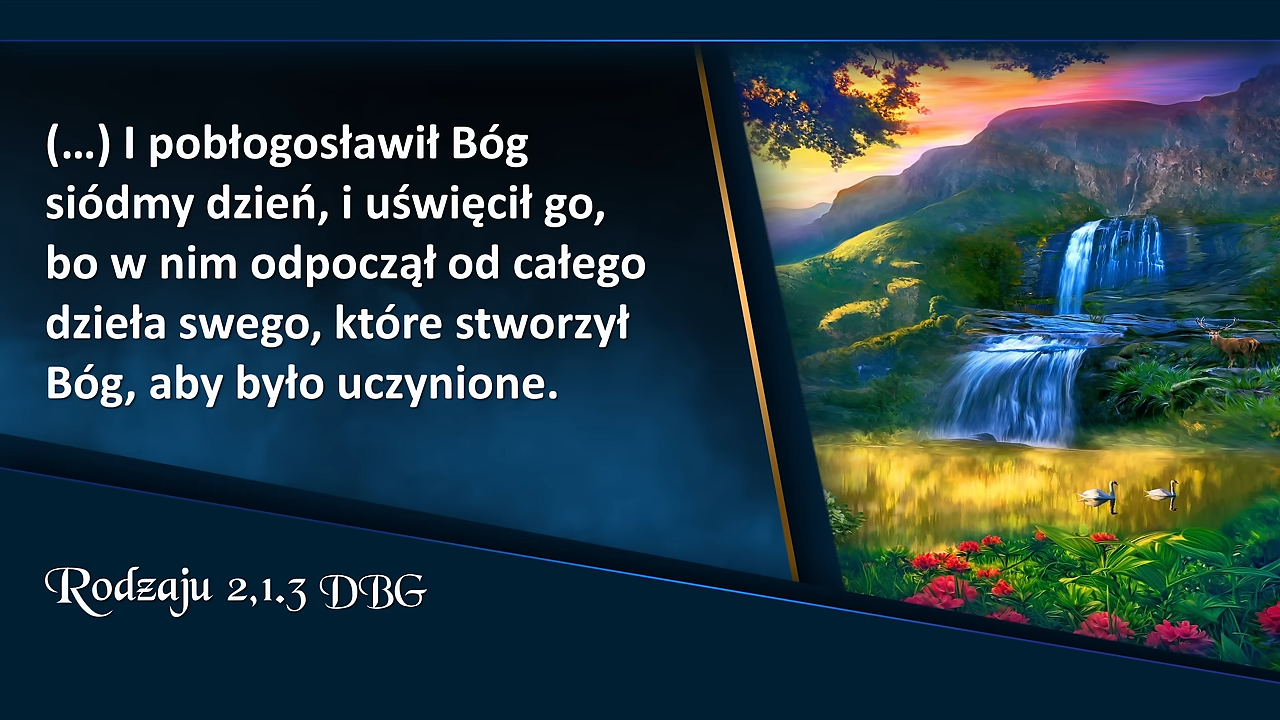 (...) I pobłogosławił Bóg
siódmy dzień, i uświęcił go,
bo w nim odpoczął od całego
dzieła swego, które stworzył
Bóg, aby było uczynione.
Rodzaju 2,1.3 DBG